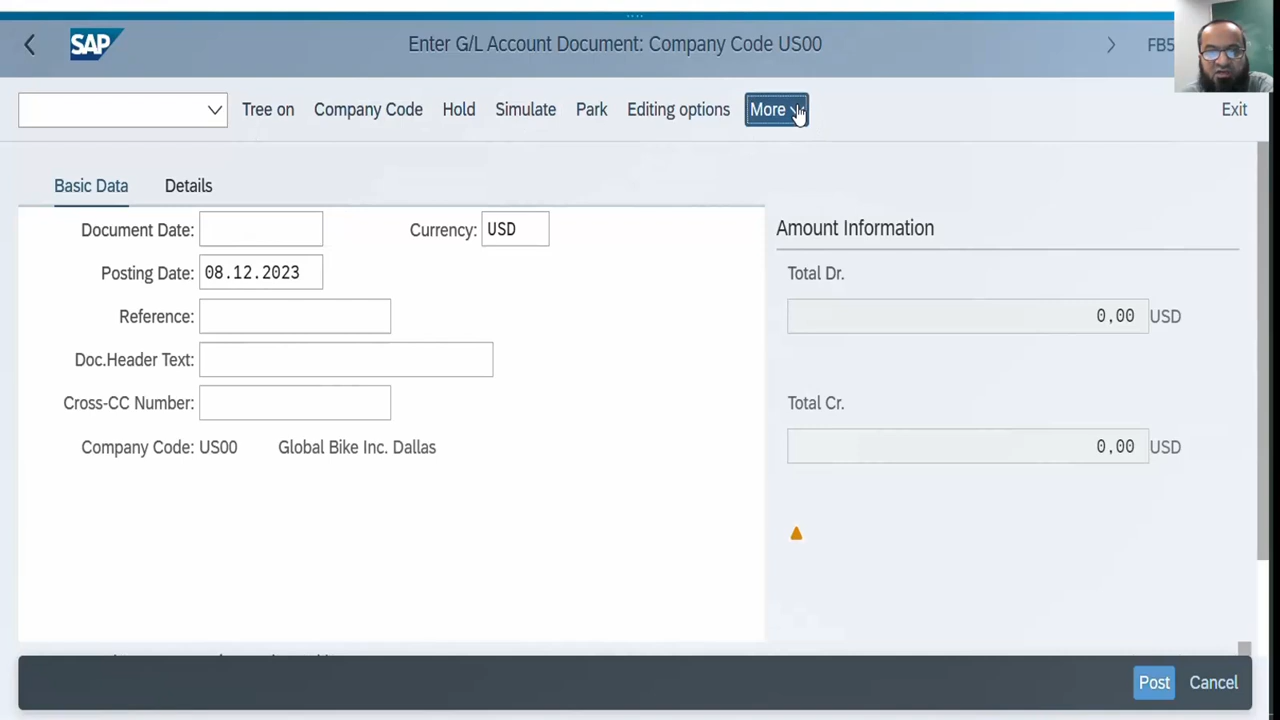 SAP
Enter G/L Account Document: Company Code US00
FB5
Tree on
Company Code
Hold
Simulate
Park
Editing options
More
Exit
Basic Data
Details
Document Date:
Currency: USD
Posting Date: 08.12.2023
Reference:
Doc.Header Text:
Cross-CC Number:
Company Code: US00 Global Bike Inc. Dallas
Amount Information
Total Dr.
0,00 USD
Total Cr.
0,00 USD
Post
Cancel